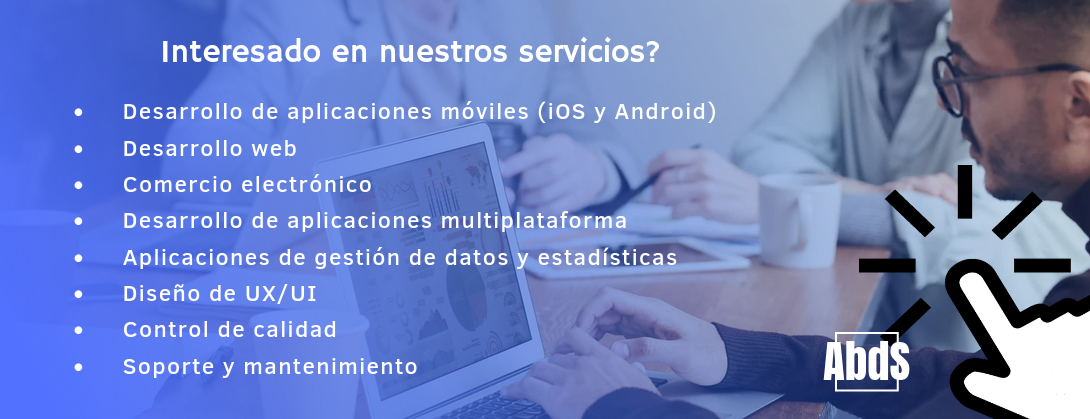 Interesado en nuestros servicios?
• Desarrollo de aplicaciones móviles (iOS y Android)
• Desarrollo web
• Comercio electrónico
• Desarrollo de aplicaciones multiplataforma
• Aplicaciones de gestión de datos y estadísticas
• Diseño de UX/UI
• Control de calidad
• Soporte y mantenimiento
AbdS